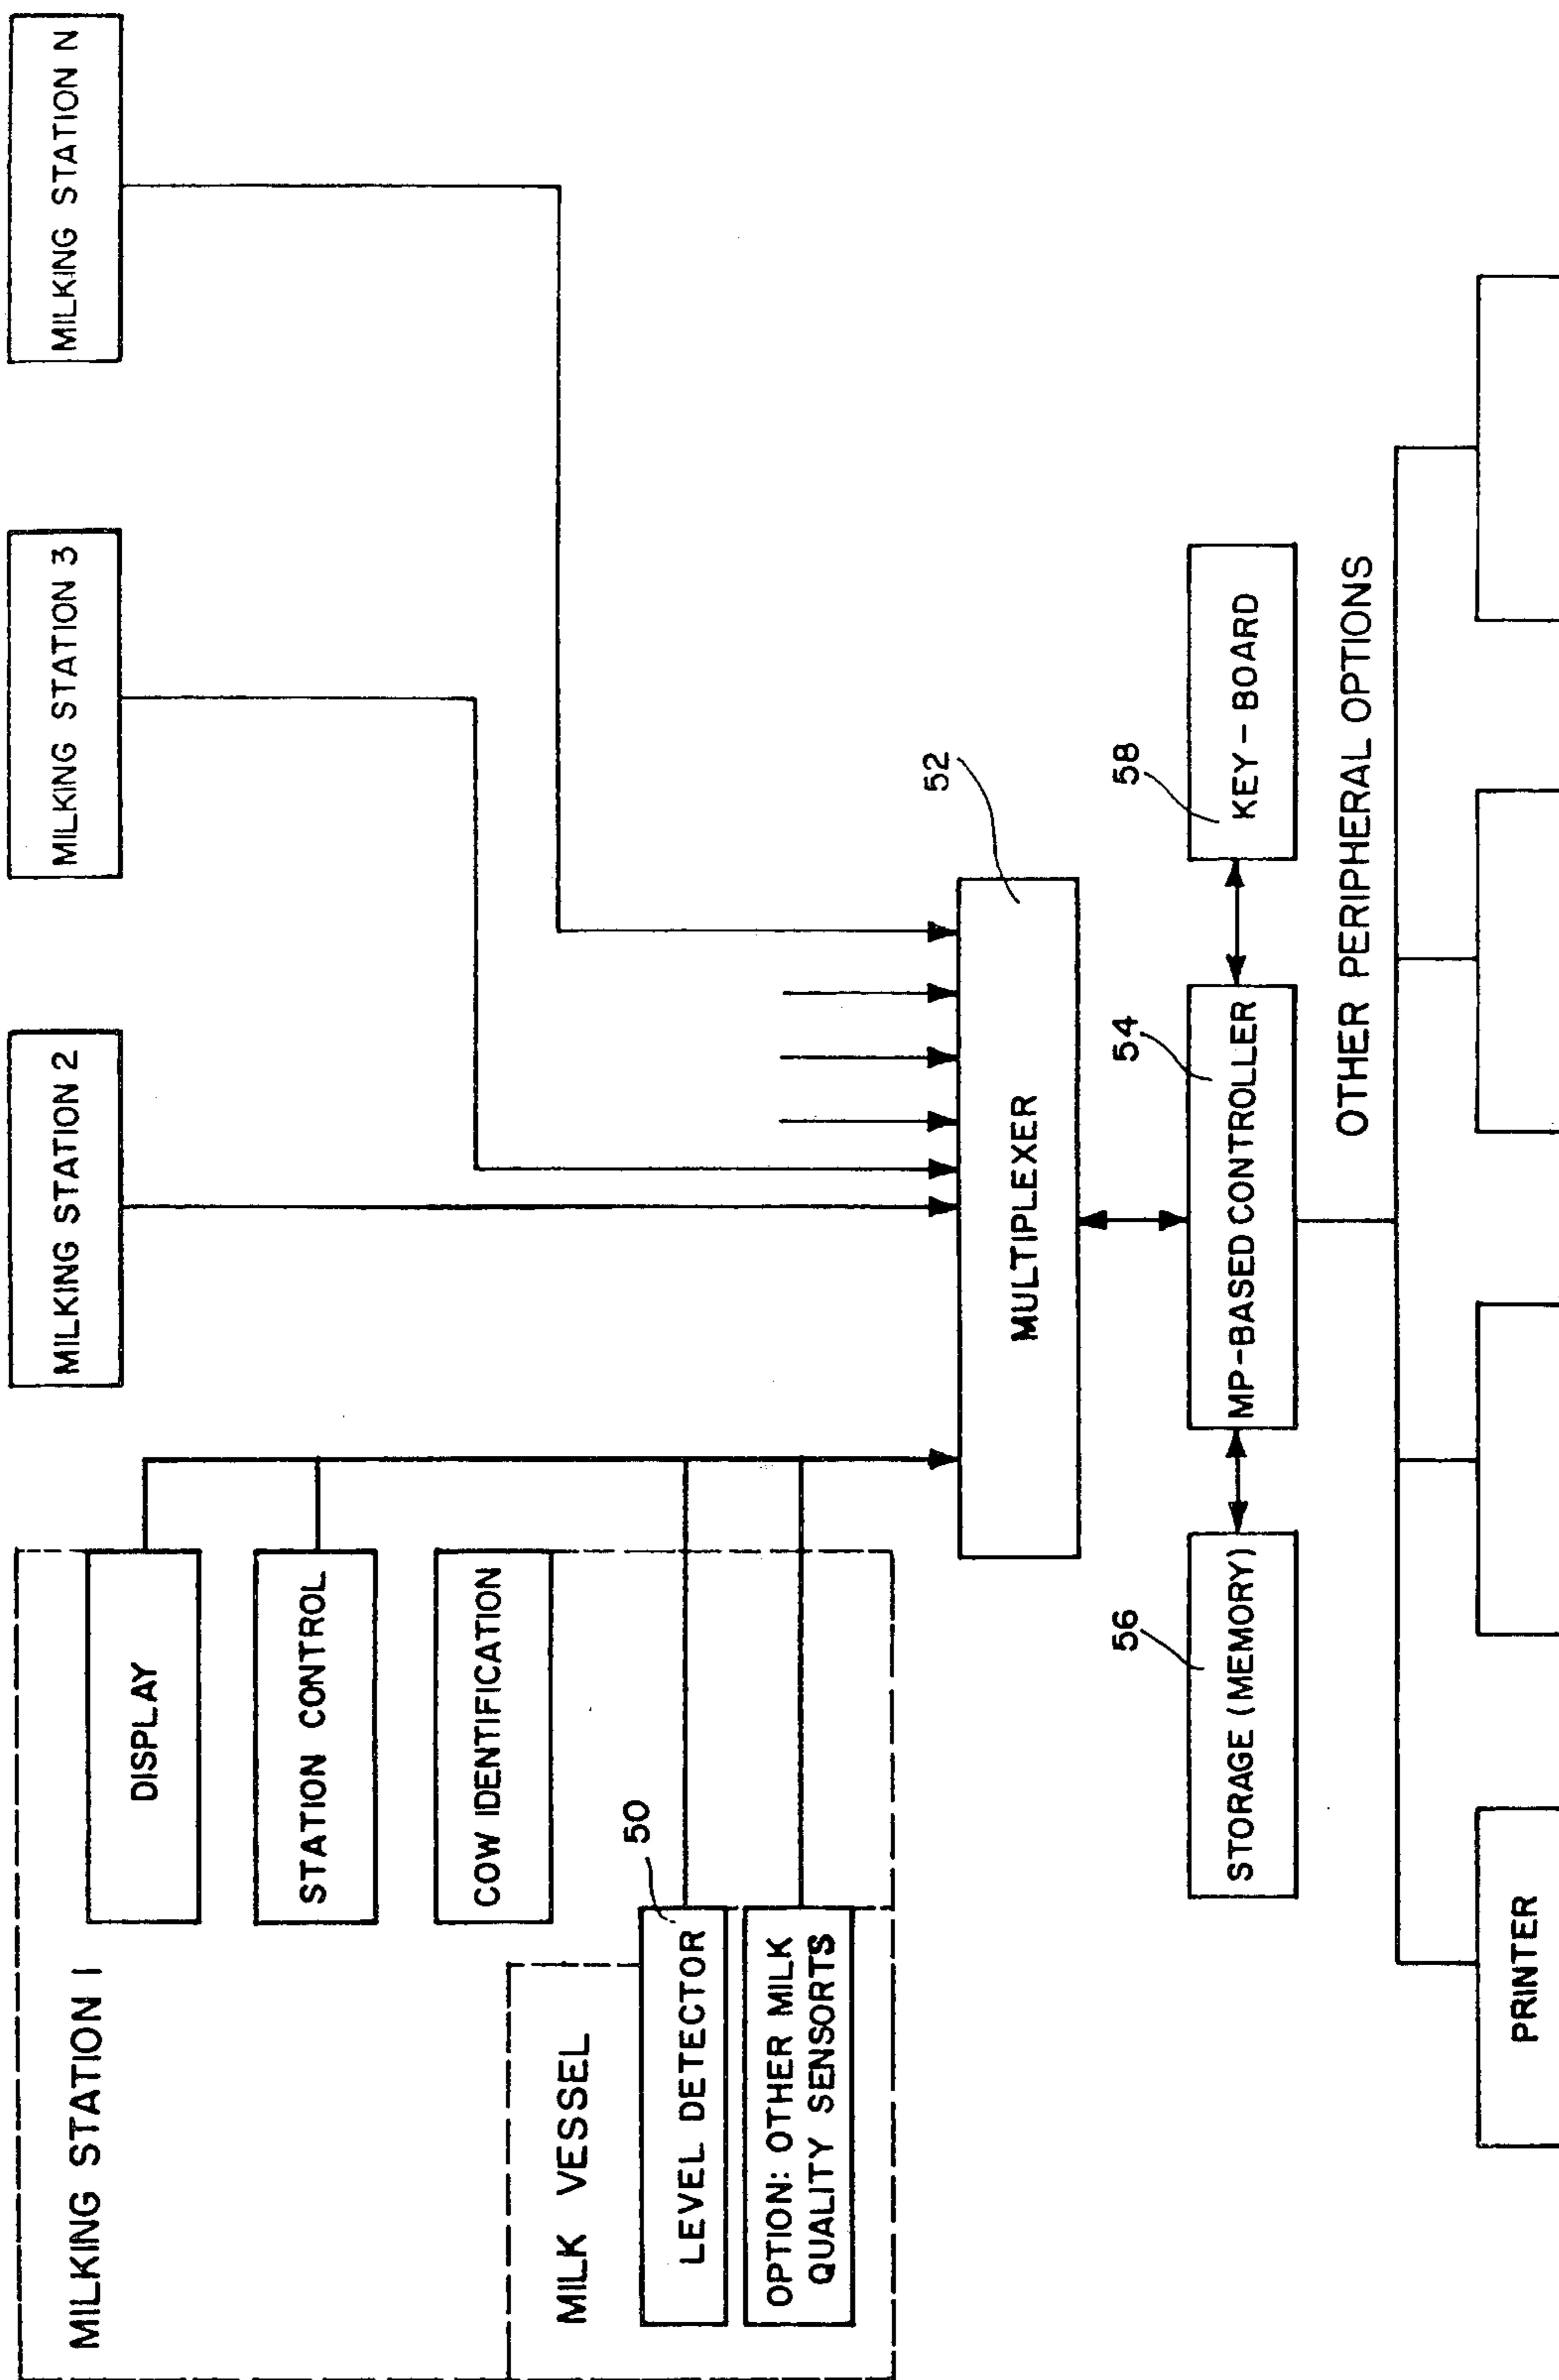 MILKING STATION 1
DISPLAY
STATION CONTROL
COW IDENTIFICATION
MILK VESSEL
50
LEVEL DETECTOR
OPTION: OTHER MILK
QUALITY SENSORTS
MILKING STATION 2
MILKING STATION 3
MILKING STATION N
52
MULTIPLEXER
56
STORAGE (MEMORY)
54
MP-BASED CONTROLLER
58
KEY-BOARD
OTHER PERIPHERAL OPTIONS
PRINTER